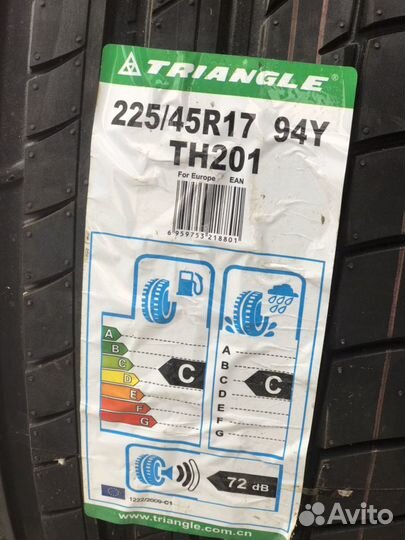 TRIANGLE ®
225/45R17 94Y
TH201
For Europe EAN
6 959753 218801
A
B
C
D
E
F
G
C
A
B
C
D
E
F
G
C
72 dB
1222/2009-C1
www.triangle.com.cn
Avito